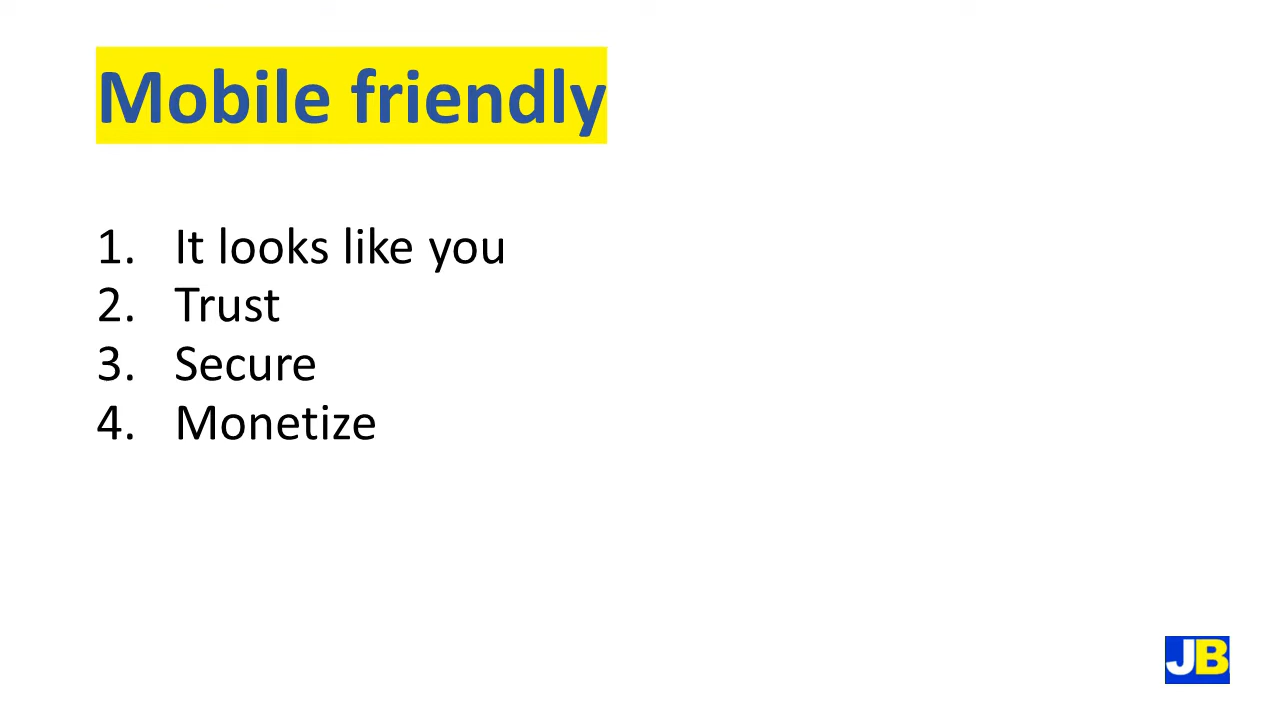 Mobile friendly
1. It looks like you
2. Trust
3. Secure
4. Monetize
JB